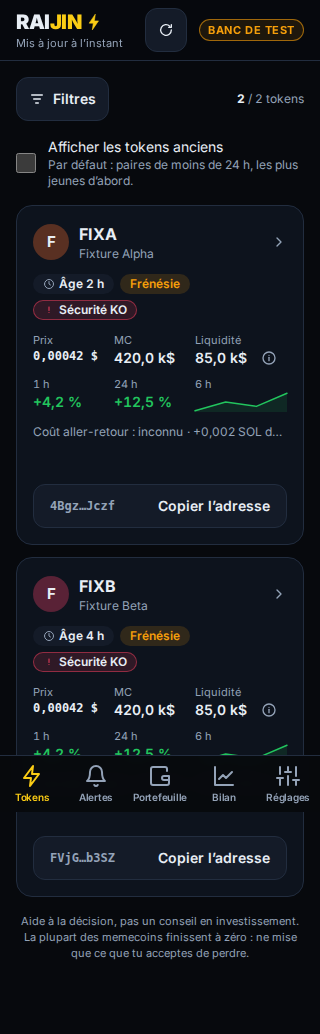 RAIJIN
Mis à jour à l'instant
BANC DE TEST
Filtres
2 / 2 tokens
Afficher les tokens anciens
Par défaut : paires de moins de 24 h, les plus
jeunes d'abord.
F
FIXA
Fixture Alpha
Âge 2 h
Frénésie
Sécurité KO
Prix
MC
Liquidité
0,00042 $
420,0 k$
85,0 k$
1 h
24 h
6 h
+4,2 %
+12,5 %
Coût aller-retour : inconnu · +0,002 SOL d...
4Bgz…Jczf
Copier l'adresse
F
FIXB
Fixture Beta
Âge 4 h
Frénésie
Sécurité KO
Prix
MC
Liquidité
0,00042 $
420,0 k$
85,0 k$
1 h
24 h
6 h
+4,2 %
+12,5 %
Tokens
Alertes
Portefeuille
Bilan
Réglages
FVjG…b3SZ
Copier l'adresse
Aide à la décision, pas un conseil en investissement.
La plupart des memecoins finissent à zéro : ne mise
que ce que tu acceptes de perdre.